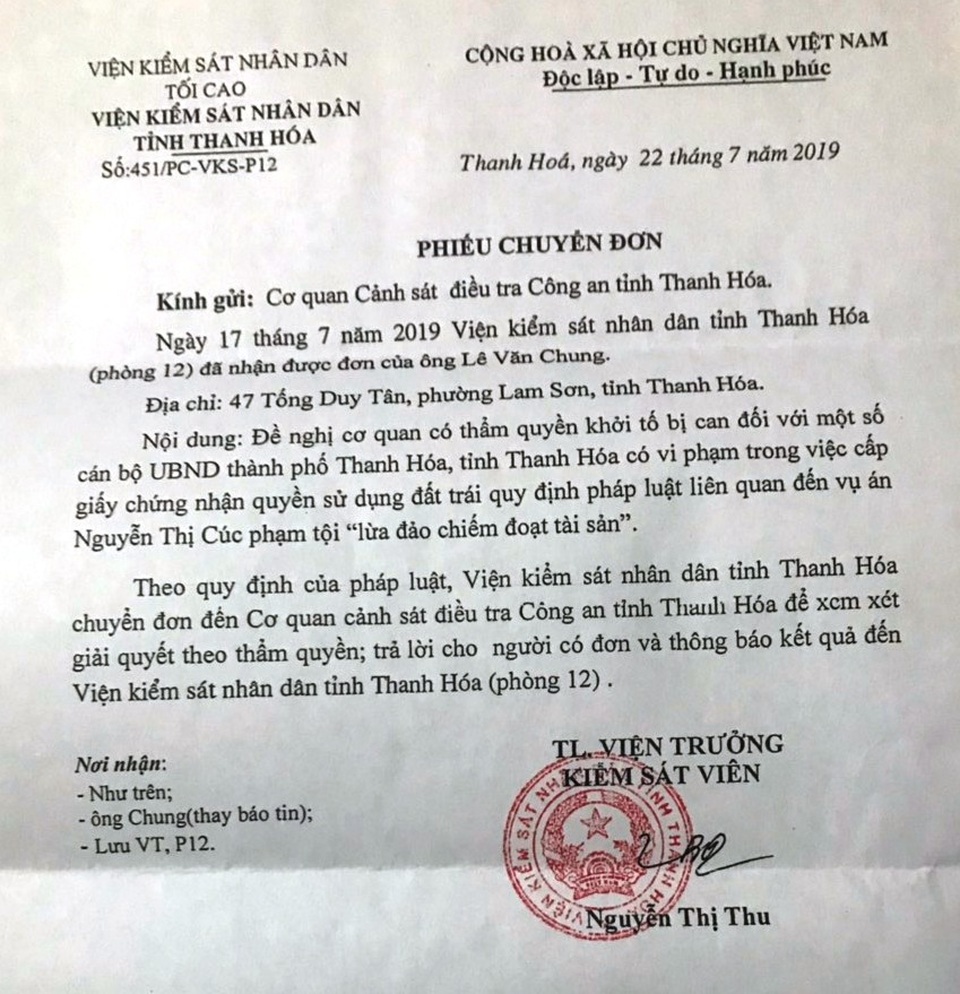 VIỆN KIỂM SÁT NHÂN DÂN
TỐI CAO
VIỆN KIỂM SÁT NHÂN DÂN
TỈNH THANH HÓA
Số:451/PC-VKS-P12
CỘNG HOÀ XÃ HỘI CHỦ NGHĨA VIỆT NAM
Độc lập - Tự do - Hạnh phúc
Thanh Hoá, ngày 22 tháng 7 năm 2019
PHIẾU CHUYỂN ĐƠN
Kính gửi: Cơ quan Cảnh sát điều tra Công an tỉnh Thanh Hóa.
Ngày 17 tháng 7 năm 2019 Viện kiểm sát nhân dân tỉnh Thanh Hóa
(phòng 12) đã nhận được đơn của ông Lê Văn Chung.
Địa chỉ: 47 Tống Duy Tân, phường Lam Sơn, tỉnh Thanh Hóa.
Nội dung: Đề nghị cơ quan có thẩm quyền khởi tố bị can đối với một số
cán bộ UBND thành phố Thanh Hóa, tỉnh Thanh Hóa có vi phạm trong việc cấp
giấy chứng nhận quyền sử dụng đất trái quy định pháp luật liên quan đến vụ án
Nguyễn Thị Cúc phạm tội “lừa đảo chiếm đoạt tài sản”.
Theo quy định của pháp luật, Viện kiểm sát nhân dân tỉnh Thanh Hóa
chuyển đơn đến Cơ quan cảnh sát điều tra Công an tỉnh Thanh Hóa để xem xét
giải quyết theo thẩm quyền; trả lời cho người có đơn và thông báo kết quả đến
Viện kiểm sát nhân dân tỉnh Thanh Hóa (phòng 12) .
Nơi nhận:
- Như trên;
- ông Chung(thay báo tin);
- Lưu VT, P12.
TL. VIỆN TRƯỞNG
KIỂM SÁT VIÊN
VIỆN KIỂM SÁT NH TỈNH THANH HÓA
Nguyễn Thị Thu